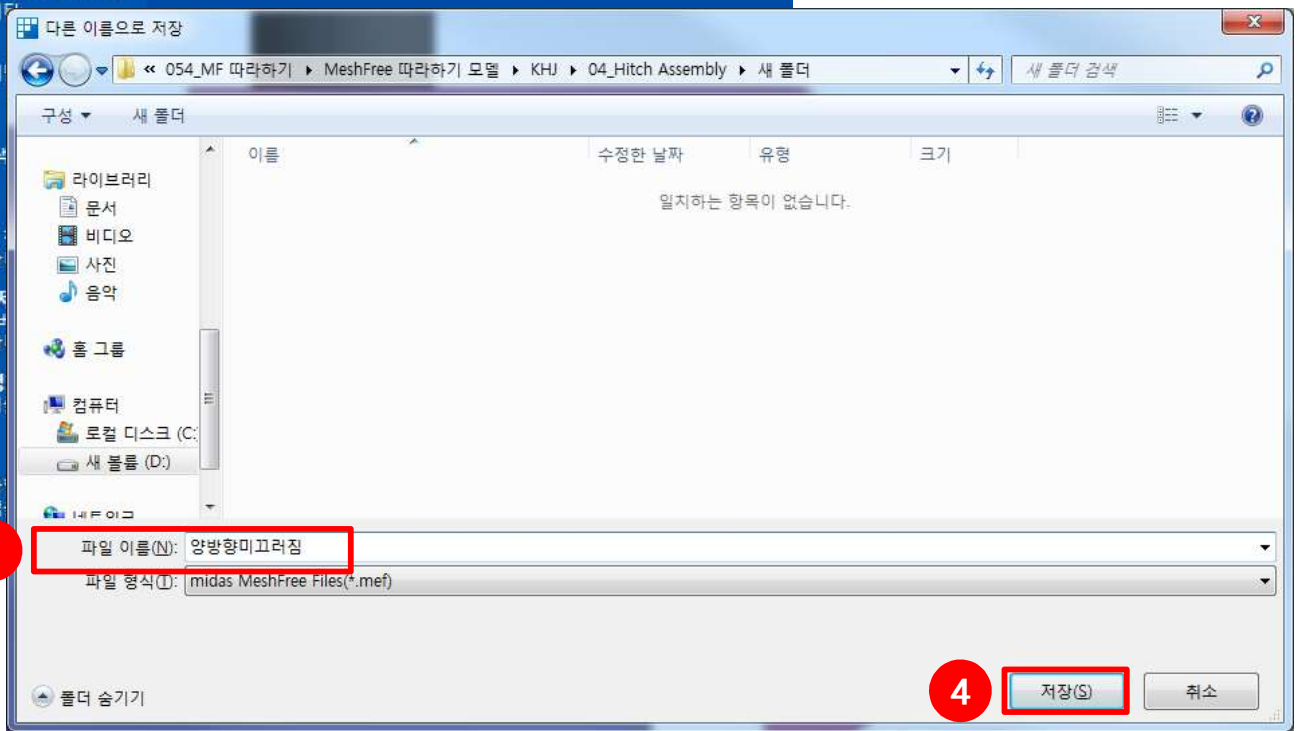 다른 이름으로 저장
« 054_MF 따라하기 ▸ MeshFree 따라하기 모델 ▸ KHJ ▸ 04_Hitch Assembly ▸ 새 폴더
새 폴더 검색
구성 ▼ 새 폴더
이름 수정한 날짜 유형 크기
일치하는 항목이 없습니다.
라이브러리
문서
비디오
사진
음악
홈 그룹
컴퓨터
로컬 디스크 (C:
새 볼륨 (D:)
파일 이름(N): 양방향미끄러짐
파일 형식(T): midas MeshFree Files(*.mef)
폴더 숨기기
4 저장(S) 취소